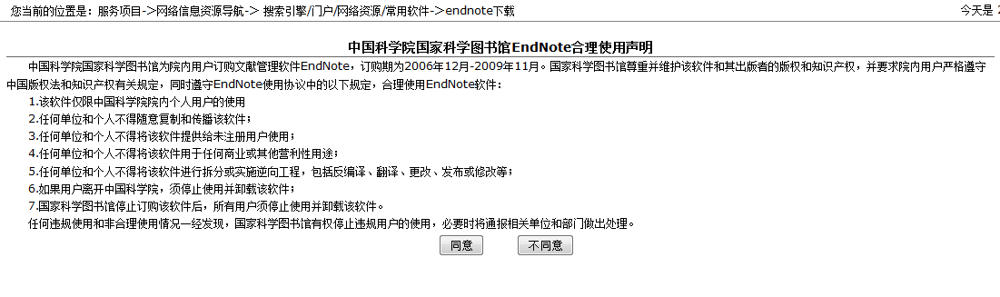 您当前的位置是：服务项目->网络信息资源导航-> 搜索引擎/门户/网络资源/常用软件->endnote下载
今天是 2
中国科学院国家科学图书馆EndNote合理使用声明
中国科学院国家科学图书馆为院内用户订购文献管理软件EndNote，订购期为2006年12月-2009年11月。国家科学图书馆尊重并维护该软件和其出版者的版权和知识产权，并要求院内用户严格遵守
中国版权法和知识产权有关规定，同时遵守EndNote使用协议中的以下规定，合理使用EndNote软件：
1.该软件仅限中国科学院院内个人用户的使用
2.任何单位和个人不得随意复制和传播该软件；
3.任何单位和个人不得将该软件提供给未注册用户使用；
4.任何单位和个人不得将该软件用于任何商业或其他营利性用途；
5.任何单位和个人不得将该软件进行拆分或实施逆向工程，包括反编译、翻译、更改、发布或修改等；
6.如果用户离开中国科学院，须停止使用并卸载该软件；
7.国家科学图书馆停止订购该软件后，所有用户须停止使用并卸载该软件。
任何违规使用和非合理使用情况一经发现，国家科学图书馆有权停止违规用户的使用，必要时将通报相关单位和部门做出处理。
同意 不同意